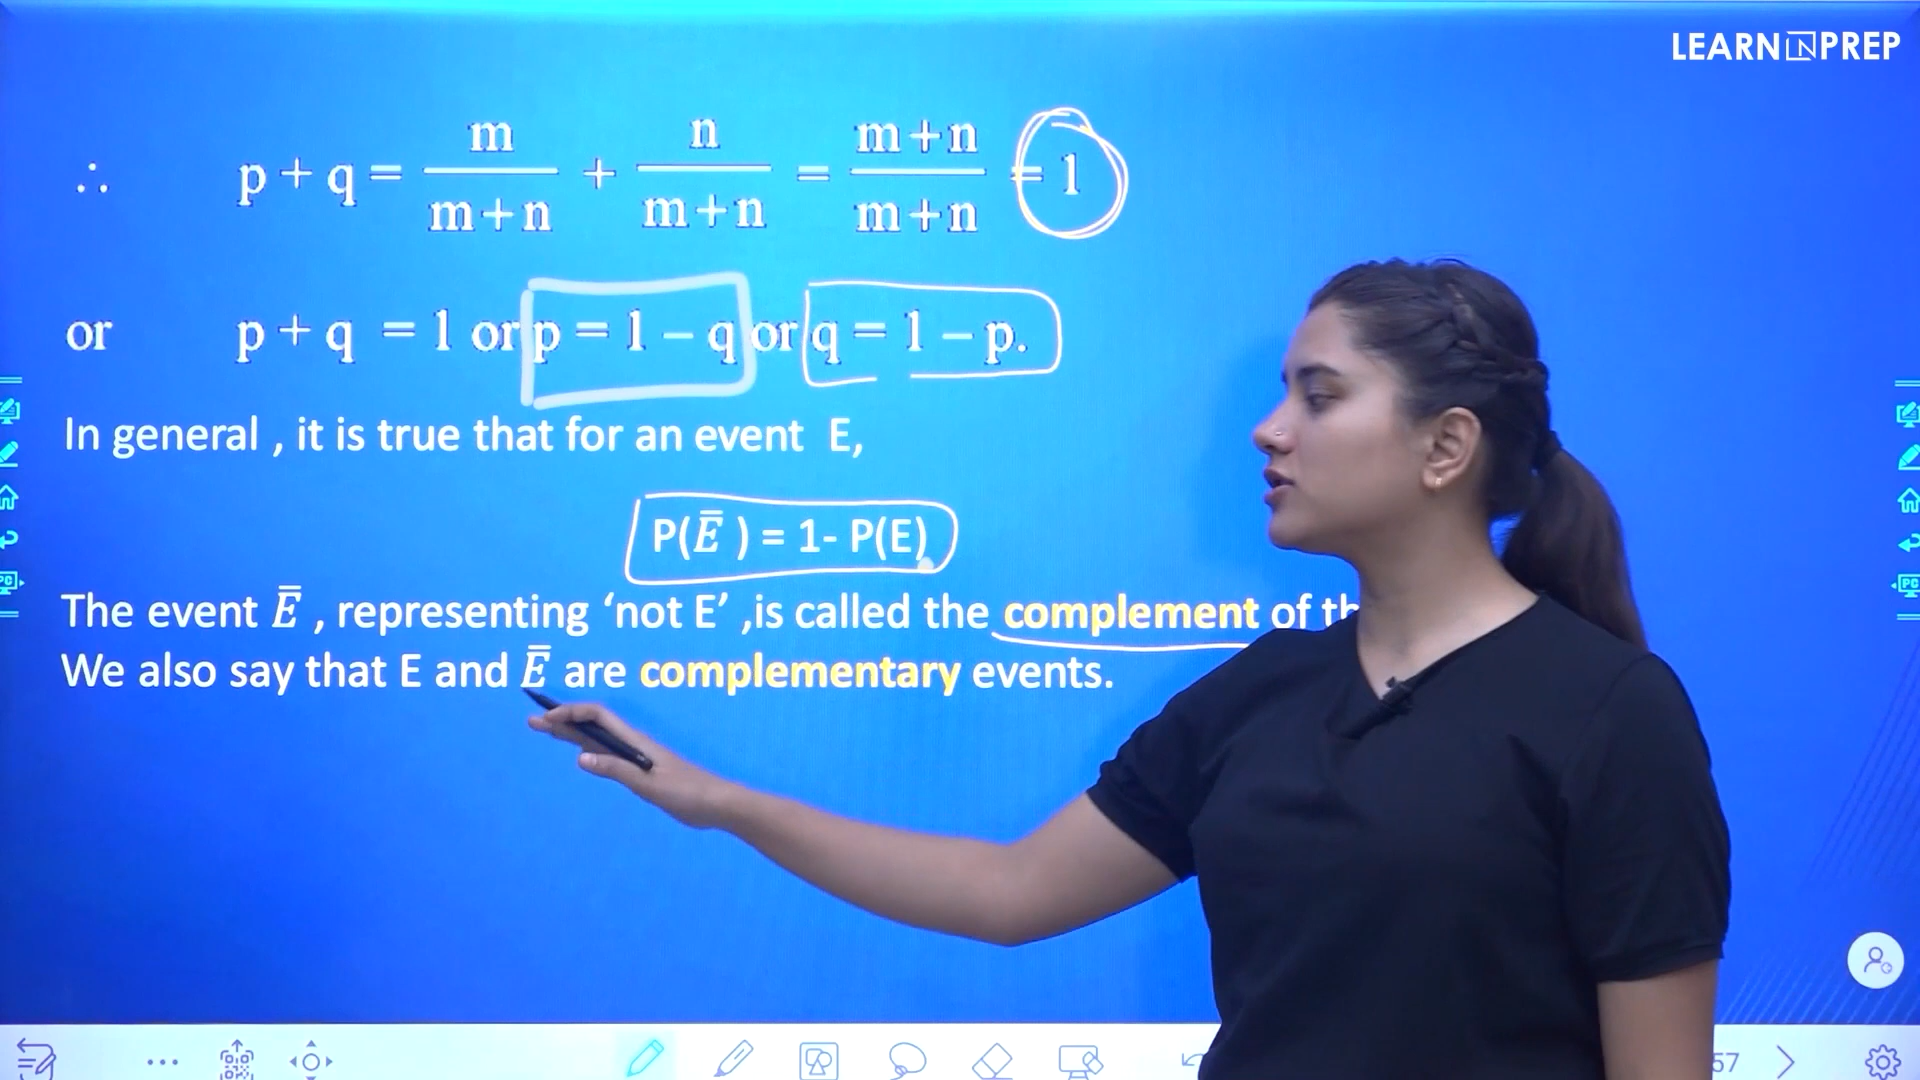 LEARN N PREP
∴ p + q = m/(m+n) + n/(m+n) = (m+n)/(m+n) = 1
or p + q = 1 or p = 1 – q or q = 1 – p.
In general , it is true that for an event E,
P(E̅ ) = 1- P(E)
The event E̅ , representing ‘not E’ ,is called the complement of
We also say that E and E̅ are complementary events.
57